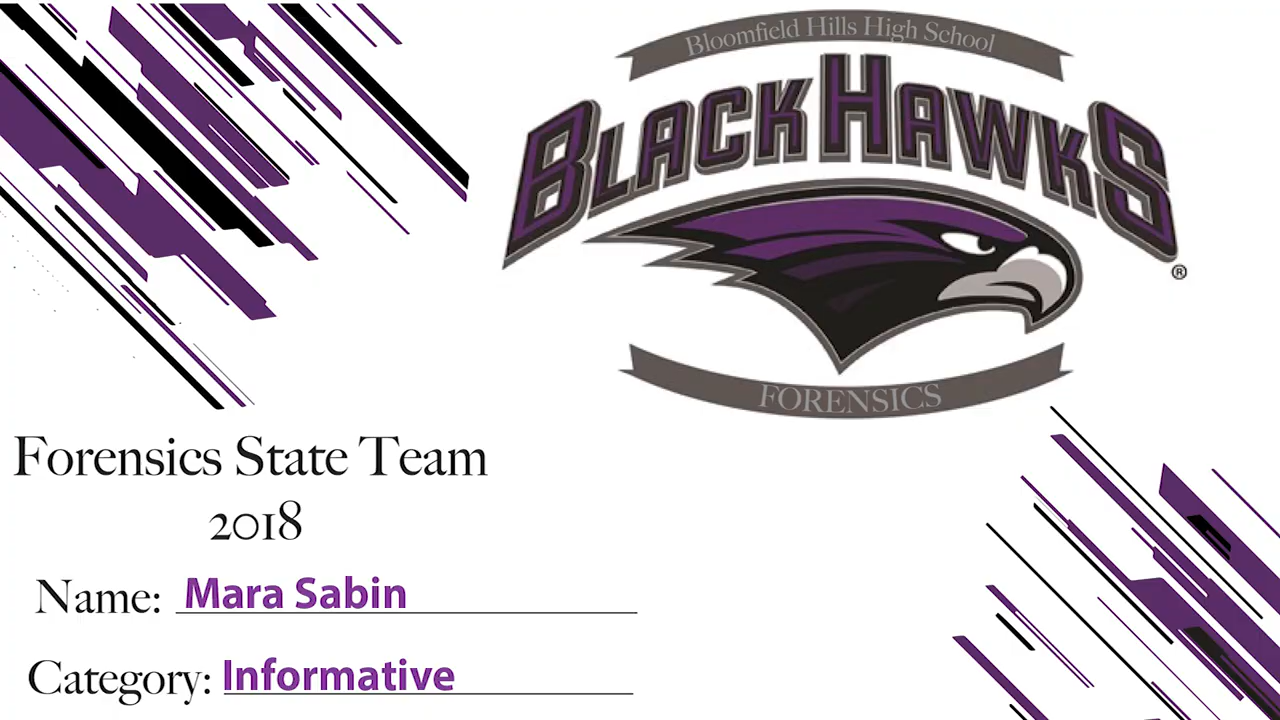 Bloomfield Hills High School
BLACKHAWKS
®
FORENSICS
Forensics State Team
2018
Name: Mara Sabin
Category: Informative